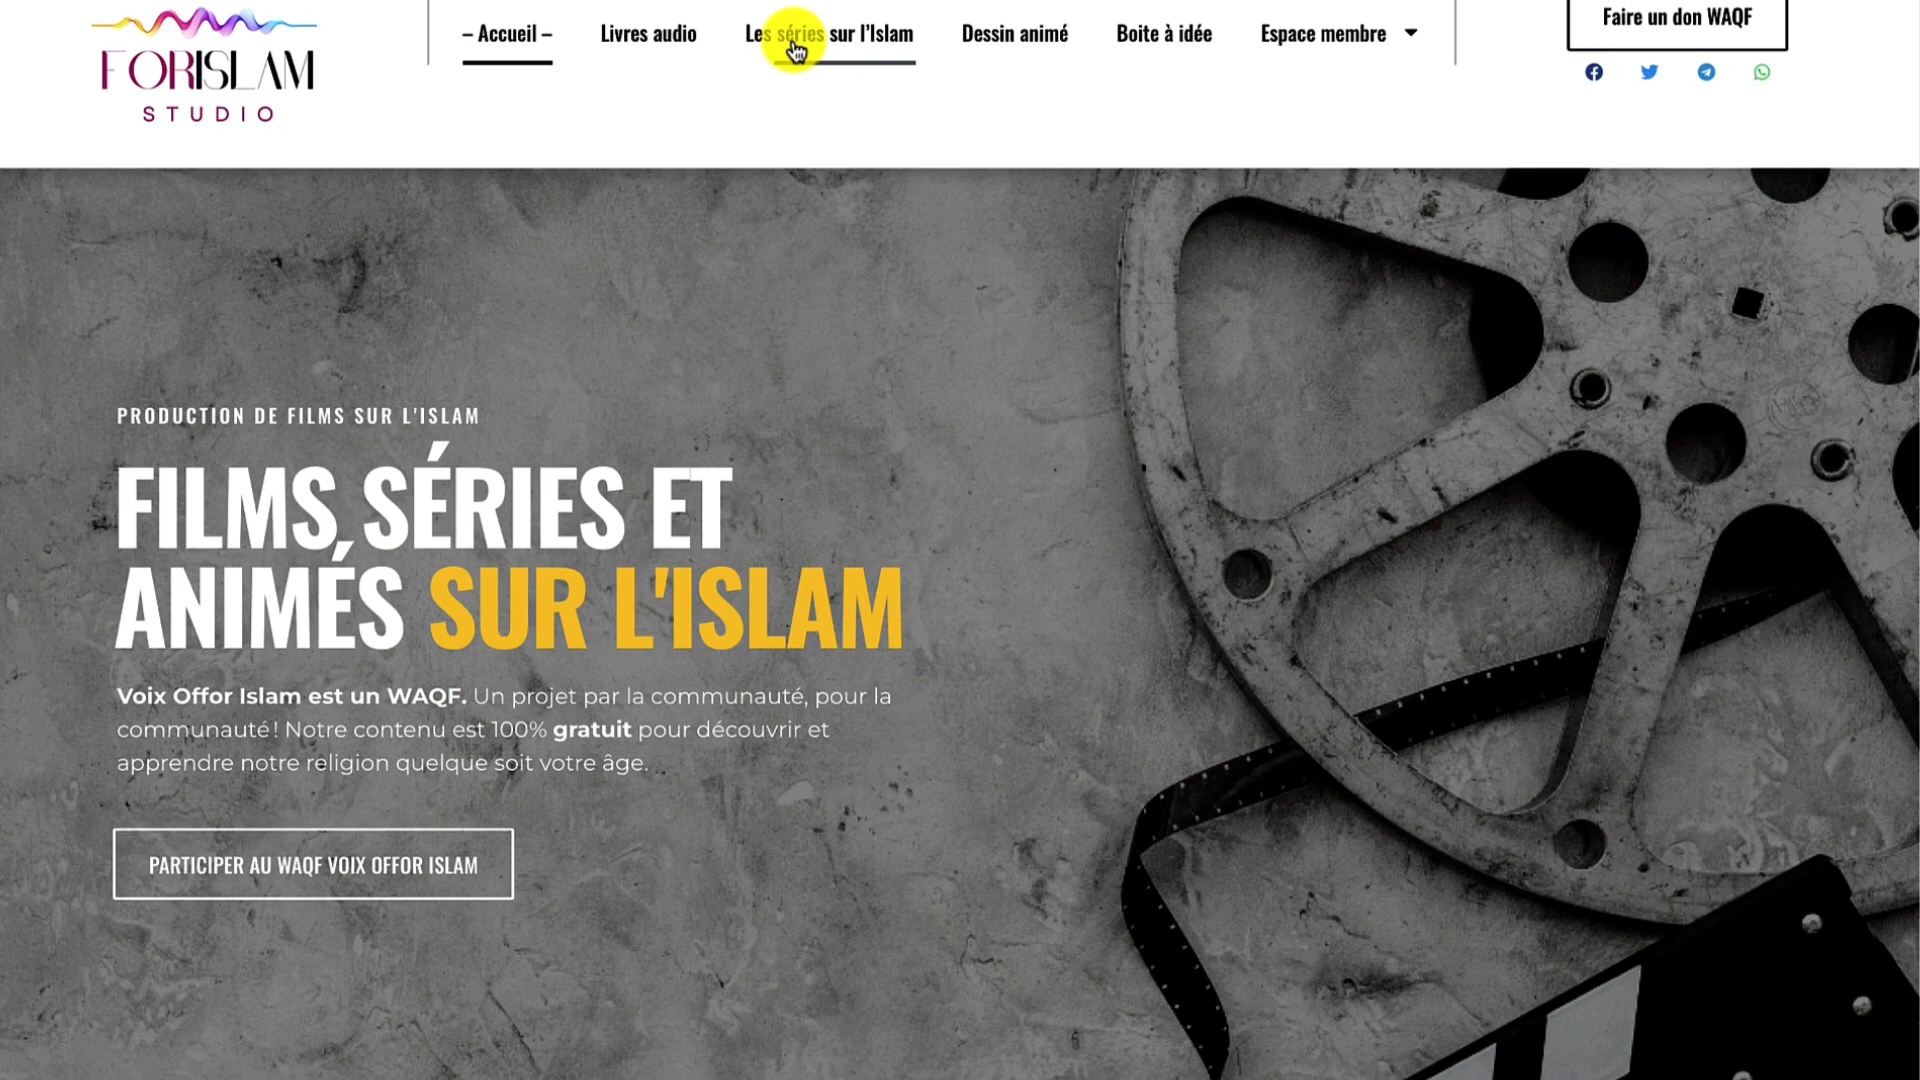 FORISLAM
STUDIO
– Accueil –
Livres audio
Les séries sur l'Islam
Dessin animé
Boite à idée
Espace membre
Faire un don WAQF
PRODUCTION DE FILMS SUR L'ISLAM
FILMS, SÉRIES ET
ANIMÉS SUR L'ISLAM
Voix Offor Islam est un WAQF. Un projet par la communauté, pour la
communauté ! Notre contenu est 100% gratuit pour découvrir et
apprendre notre religion quelque soit votre âge.
PARTICIPER AU WAQF VOIX OFFOR ISLAM